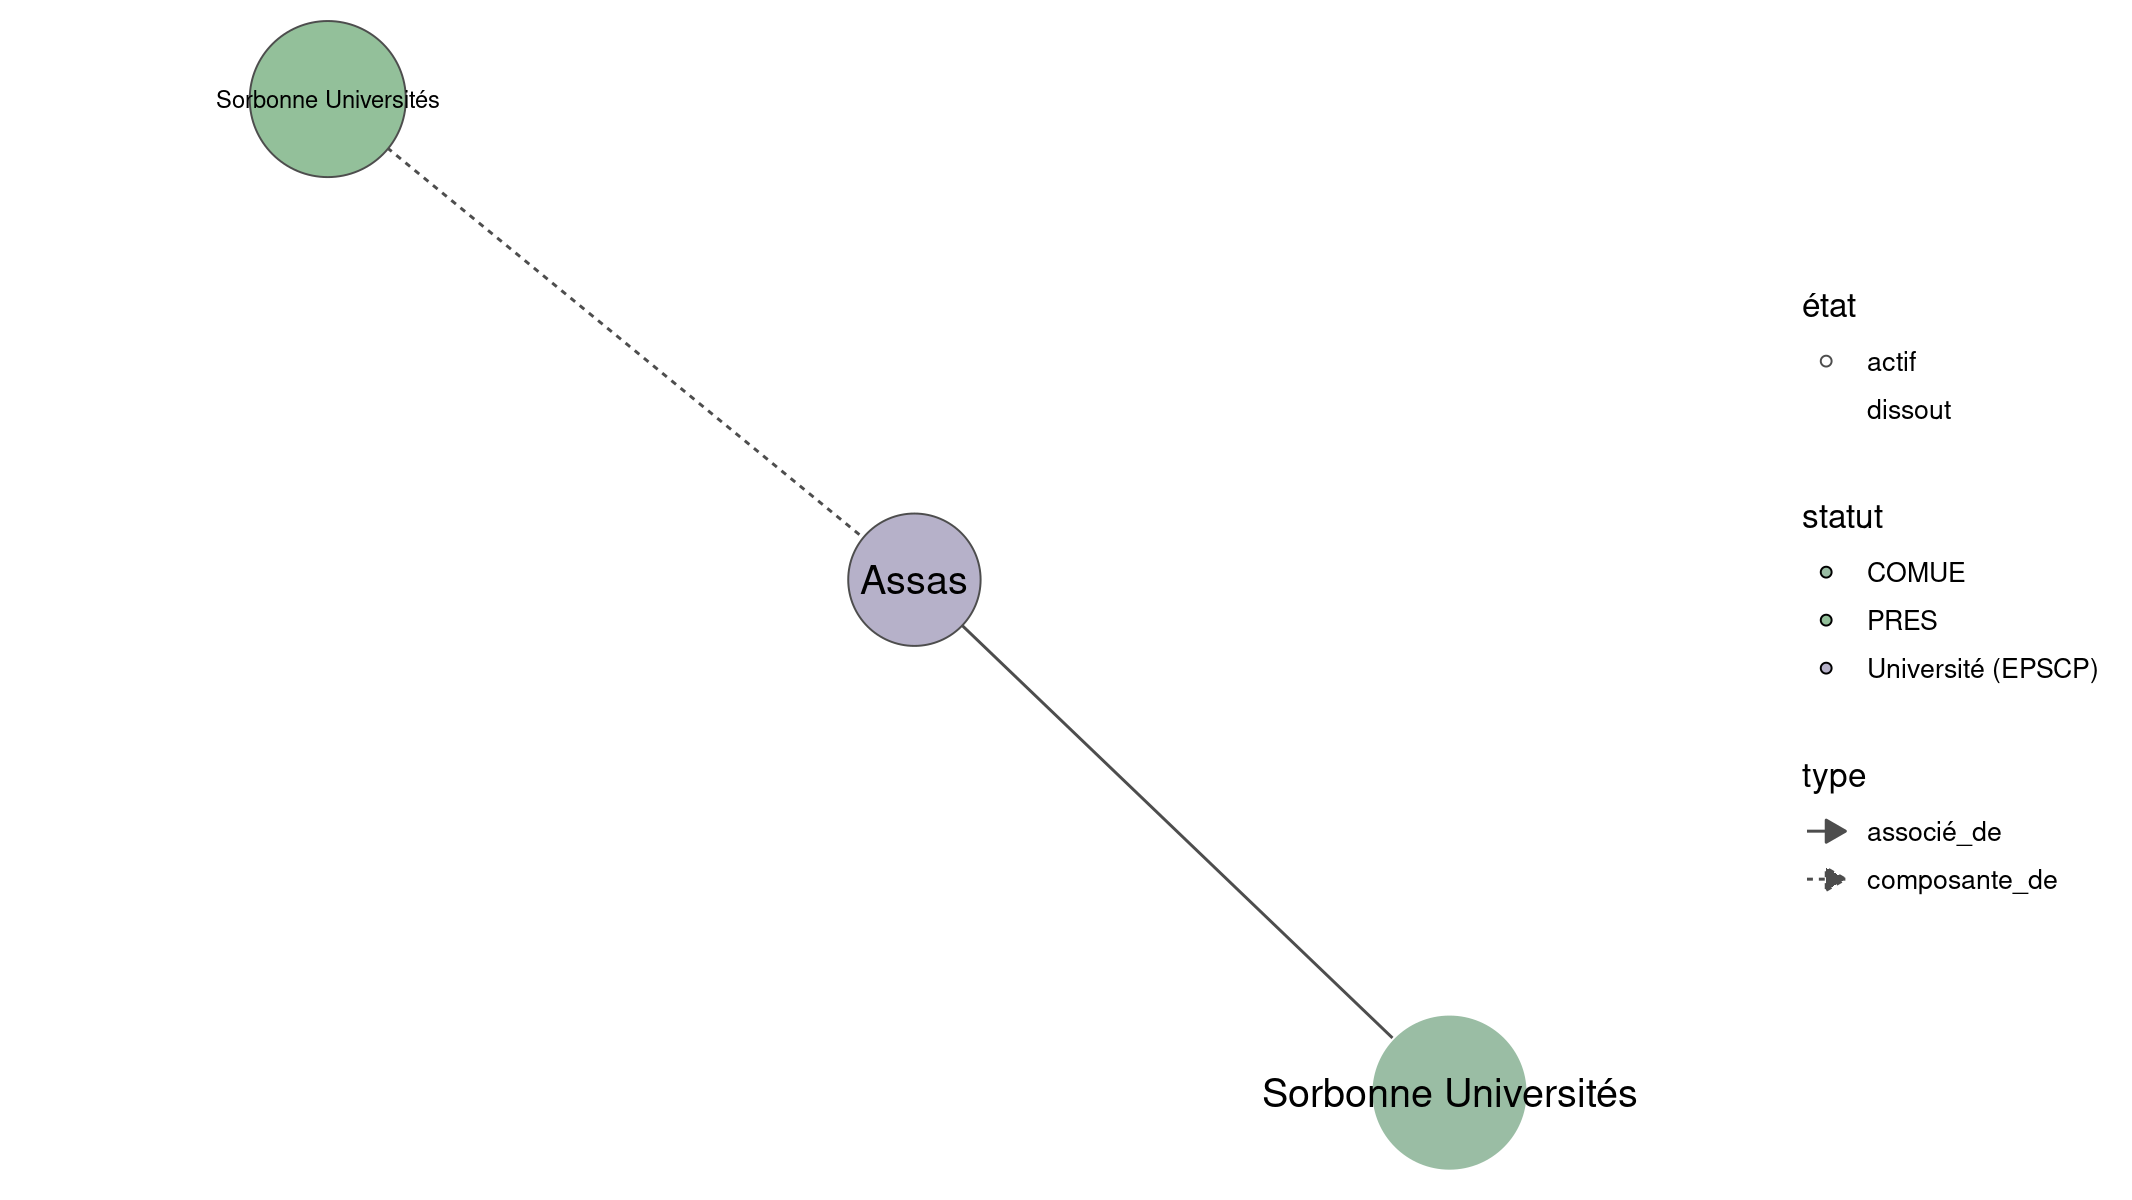 Sorbonne Universités
Assas
Sorbonne Universités
état
actif
dissout
statut
COMUE
PRES
Université (EPSCP)
type
associé_de
composante_de